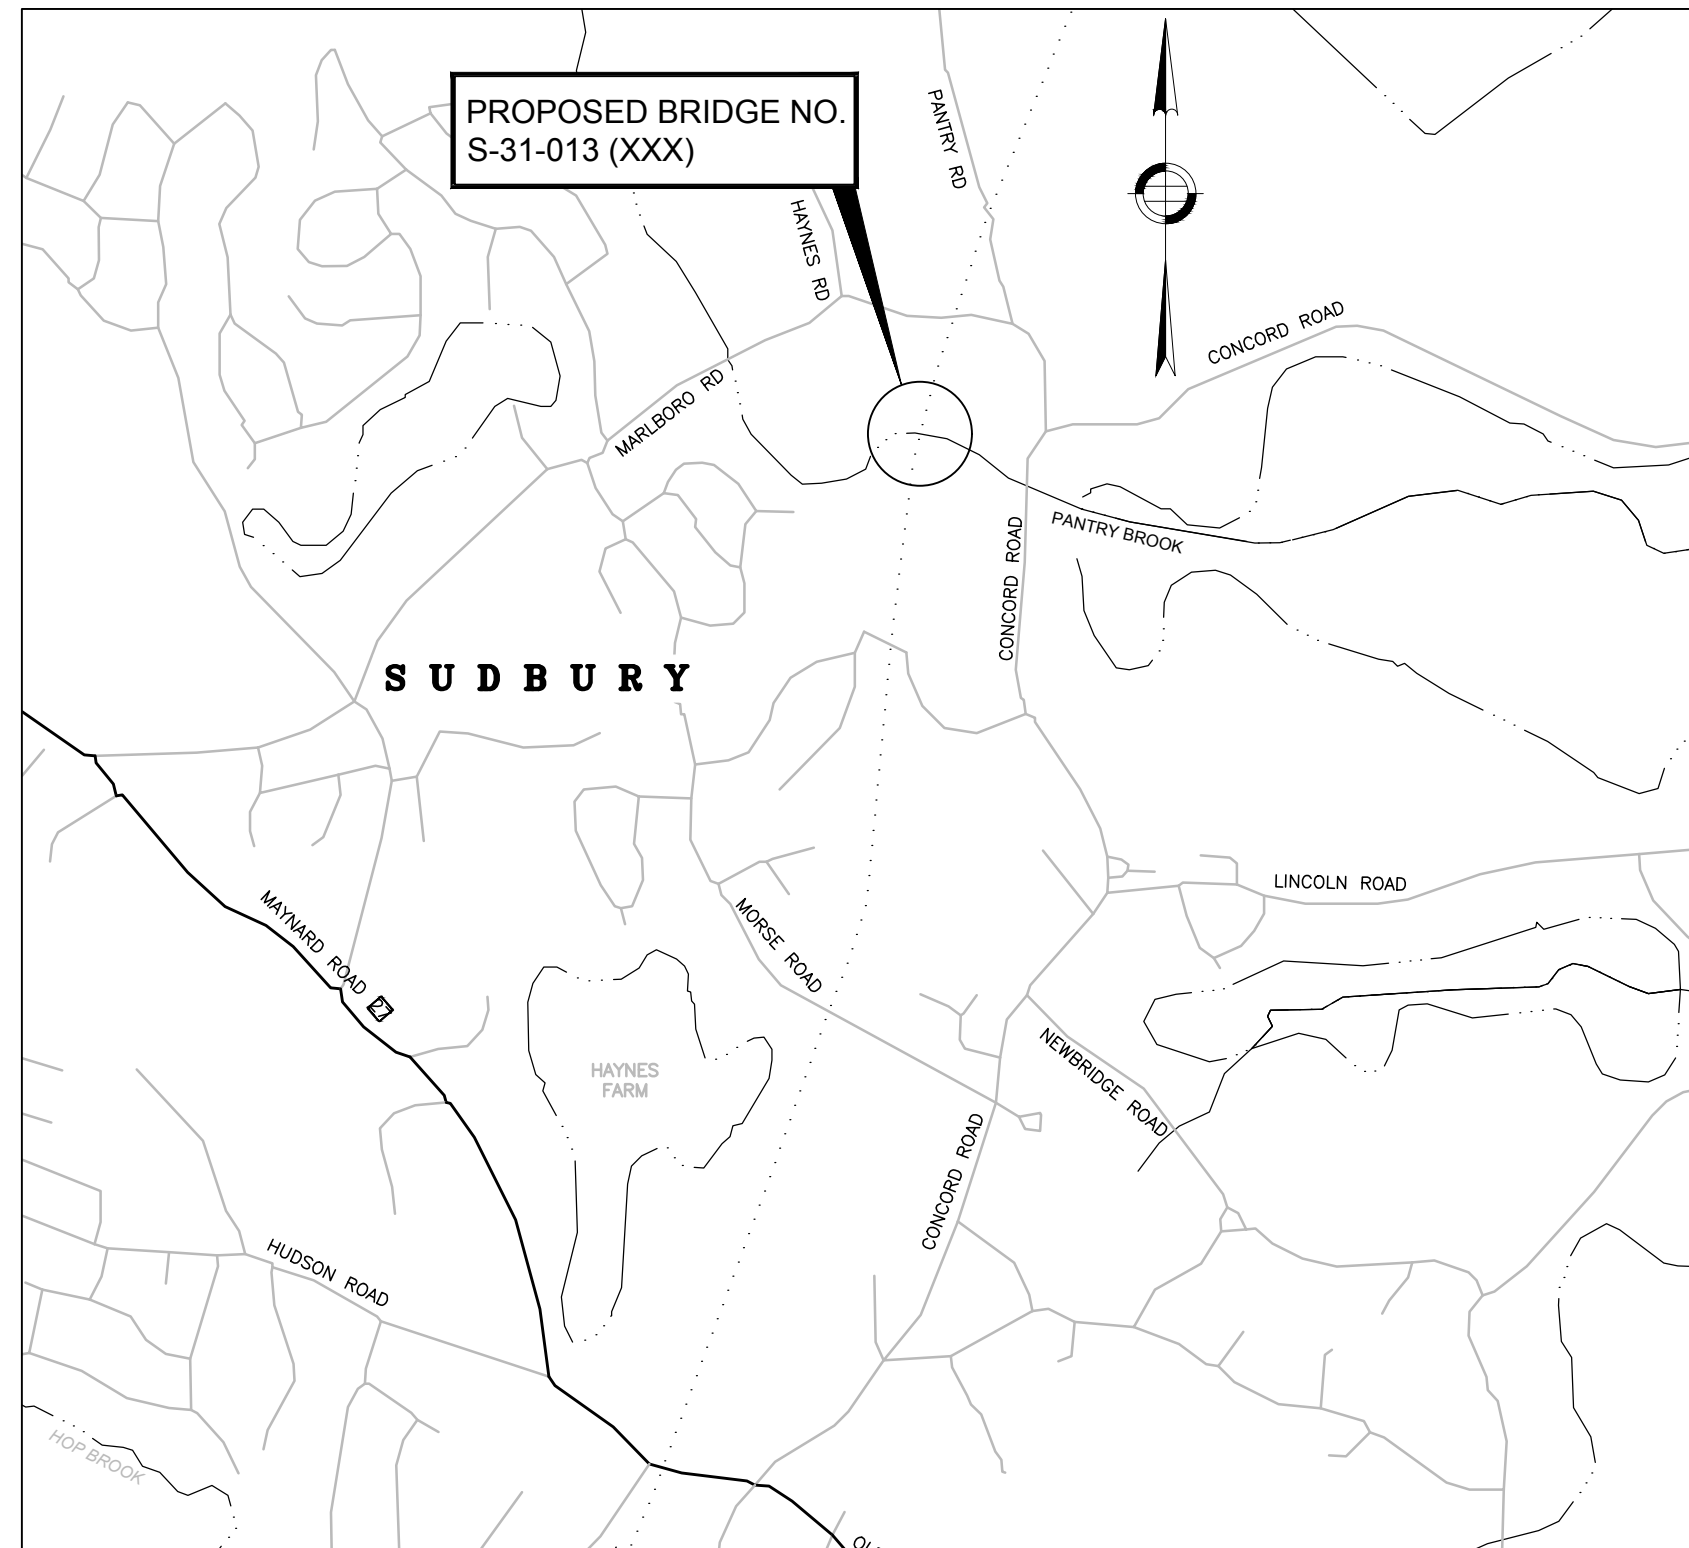 PROPOSED BRIDGE NO.
S-31-013 (XXX)
PANTRY RD
HAYNES RD
CONCORD ROAD
MARLBORO RD
PANTRY BROOK
CONCORD ROAD
SUDBURY
LINCOLN ROAD
MAYNARD ROAD 27
MORSE ROAD
NEWBRIDGE ROAD
HAYNES
FARM
CONCORD ROAD
HUDSON ROAD
HOP BROOK